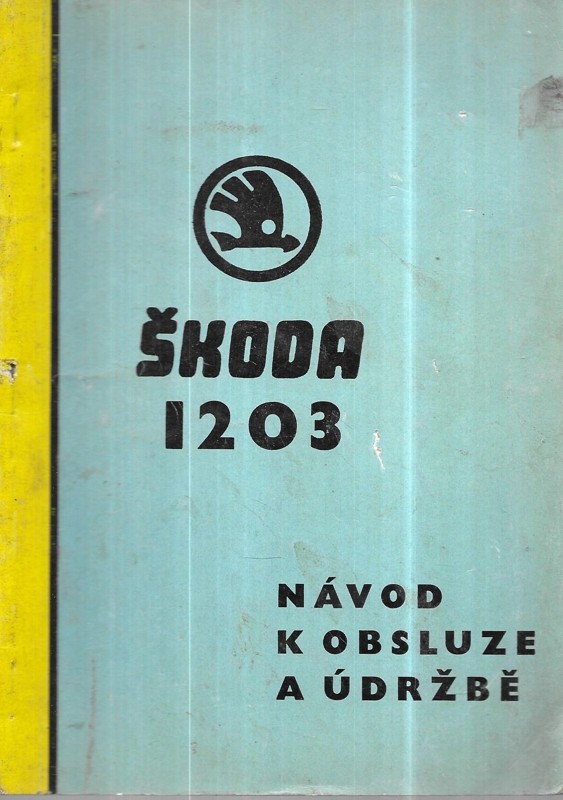 ŠKODA
1203
NÁVOD
K OBSLUZE
A ÚDRŽBĚ